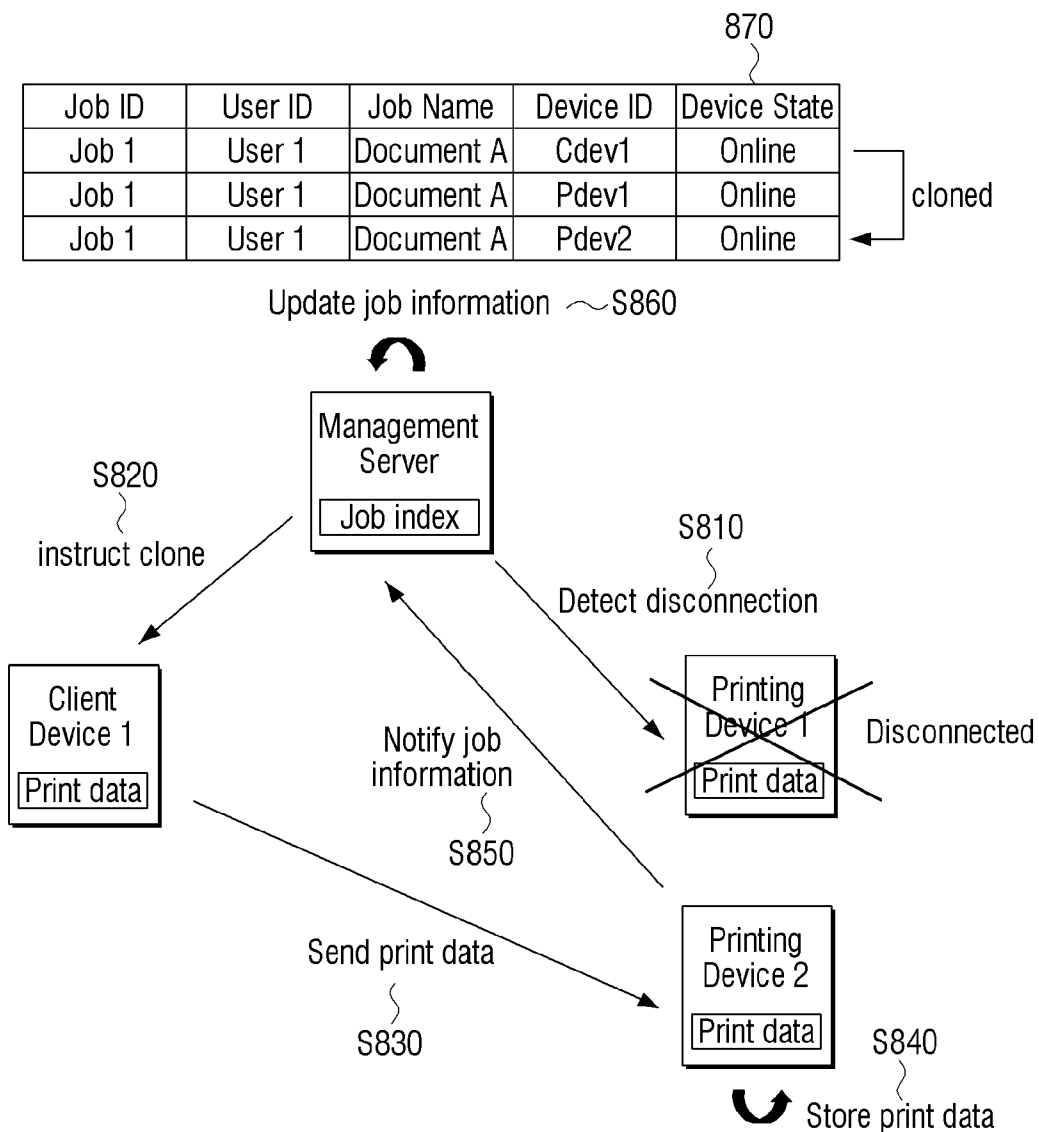 870
Job ID User ID Job Name Device ID Device State
Job 1 User 1 Document A Cdev1 Online
Job 1 User 1 Document A Pdev1 Online
Job 1 User 1 Document A Pdev2 Online
cloned
Update job information S860
Management
Server
Job index
S820
instruct clone
S810
Detect disconnection
Client
Device 1
Print data
Printing
Device 1
Print data
Disconnected
Notify job
information
S850
Send print data
S830
Printing
Device 2
Print data
S840
Store print data